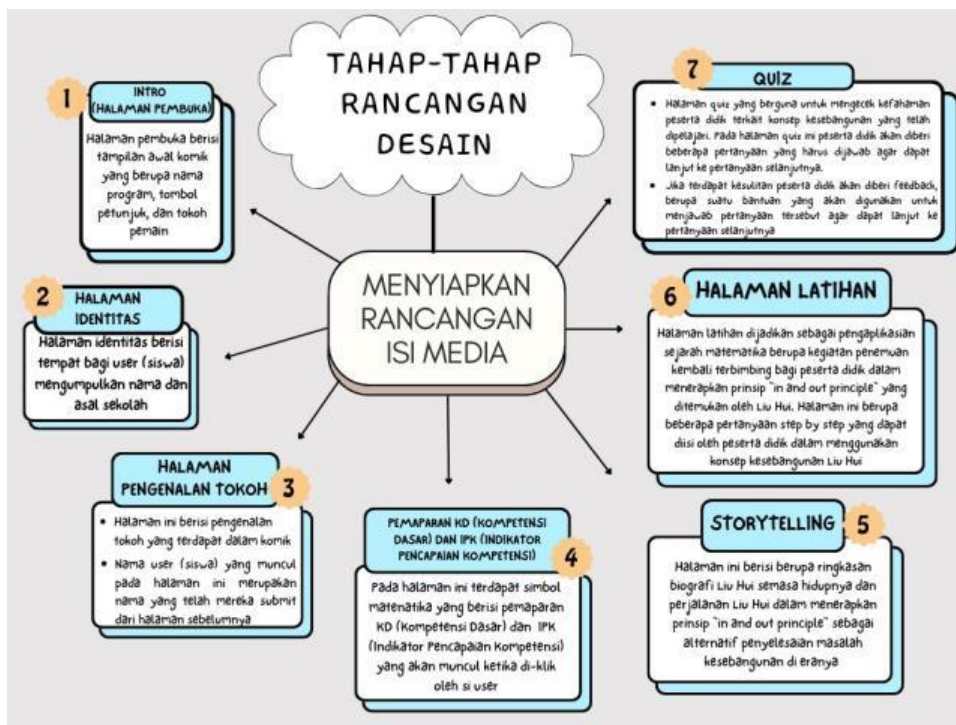 TAHAP-TAHAP
RANCANGAN
DESAIN
MENYIAPKAN
RANCANGAN
ISI MEDIA
1
INTRO
(HALAMAN PEMBUKA)
Halaman pembuka berisi
tampilan awal komik
yang berupa nama
program, tombol
petunjuk, dan tokoh
pemain
2
HALAMAN
IDENTITAS
Halaman identitas berisi
tempat bagi user (siswa)
mengumpulkan nama dan
asal sekolah
HALAMAN
PENGENALAN TOKOH
3
• Halaman ini berisi pengenalan
tokoh yang terdapat dalam komik
• Nama user (siswa) yang muncul
pada halaman ini merupakan
nama yang telah mereka submit
dari halaman sebelumnya
PEMAPARAN KD (KOMPETENSI
DASAR) DAN IPK (INDIKATOR
PENCAPAIAN KOMPETENSI)
4
Pada halaman ini terdapat simbol
matenatika yang berisi pemaparan
KD (Kompetensi Dasar) dan IPK
(Indikator Pencapaian Kompetensi)
yang akan muncul ketika di-klik
oleh si user
STORYTELLING
5
Halaman ini berisi berupa ringkasan
biografi Liu Hui semasa hidupnya dan
perjalanan Liu Hui dalam menerapkan
prinsip "in and out principle" sebagai
alternatif penyelesaian masalah
kesebangunan di eranya
6
HALAMAN LATIHAN
Halaman latihan dijadikan sebagai pengaplikasian
sejarah matematika berupa kegiatan penemuan
kembali terbimbing bagi peserta didik dalam
menerapkan prinsip "in and out principle" yang
ditemukan oleh Liu Hui. Halaman ini berupa
beberapa pertanyaan step by step yang dapat
diisi oleh peserta didik dalam menggunakan
konsep kesebangunan Liu Hui
7
QUIZ
• Halaman quiz yang berguna untuk mengecek kefahaman
peserta didik terkait konsep kesebangunan yang telah
dipelajari. Pada halaman quiz ini peserta didik akan diberi
beberapa pertanyaan yang harus dijawab agar dapat
lanjut ke pertanyaan selanjutnya.
• Jika terdapat kesulitan peserta didik akan diberi feedback,
berupa suatu bantuan yang akan digunakan untuk
menjawab pertanyaan tersebut agar dapat lanjut ke
pertanyaan selanjutnya